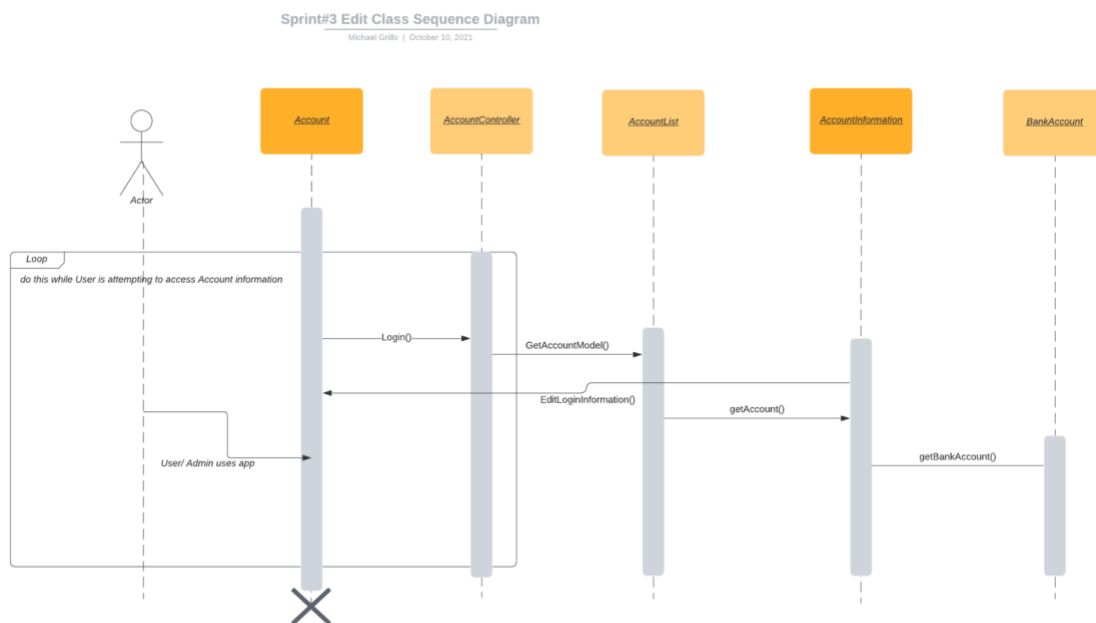 Sprint#3 Edit Class Sequence Diagram
Michael Grillo | October 10, 2021
Account
AccountController
AccountList
AccountInformation
BankAccount
Actor
Loop
do this while User is attempting to access Account information
Login()
GetAccountModel()
EditLoginInformation()
getAccount()
User/ Admin uses app
getBankAccount()